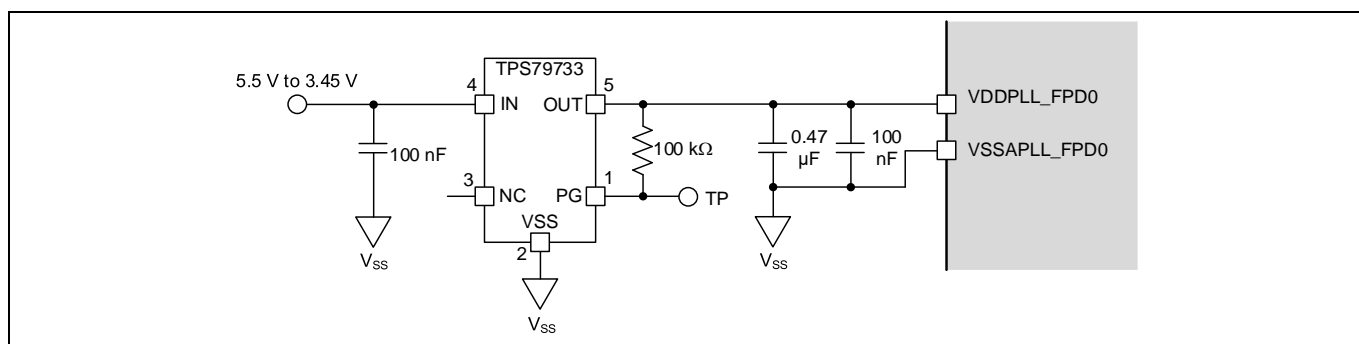 TPS79733
5.5 V to 3.45 V
4
5
IN
OUT
VDDPLL_FPD0
100 nF
100 kΩ
0.47
µF
100
nF
VSSAPLL_FPD0
3
1
NC
PG
TP
VSS
2
VSS
VSS
VSS